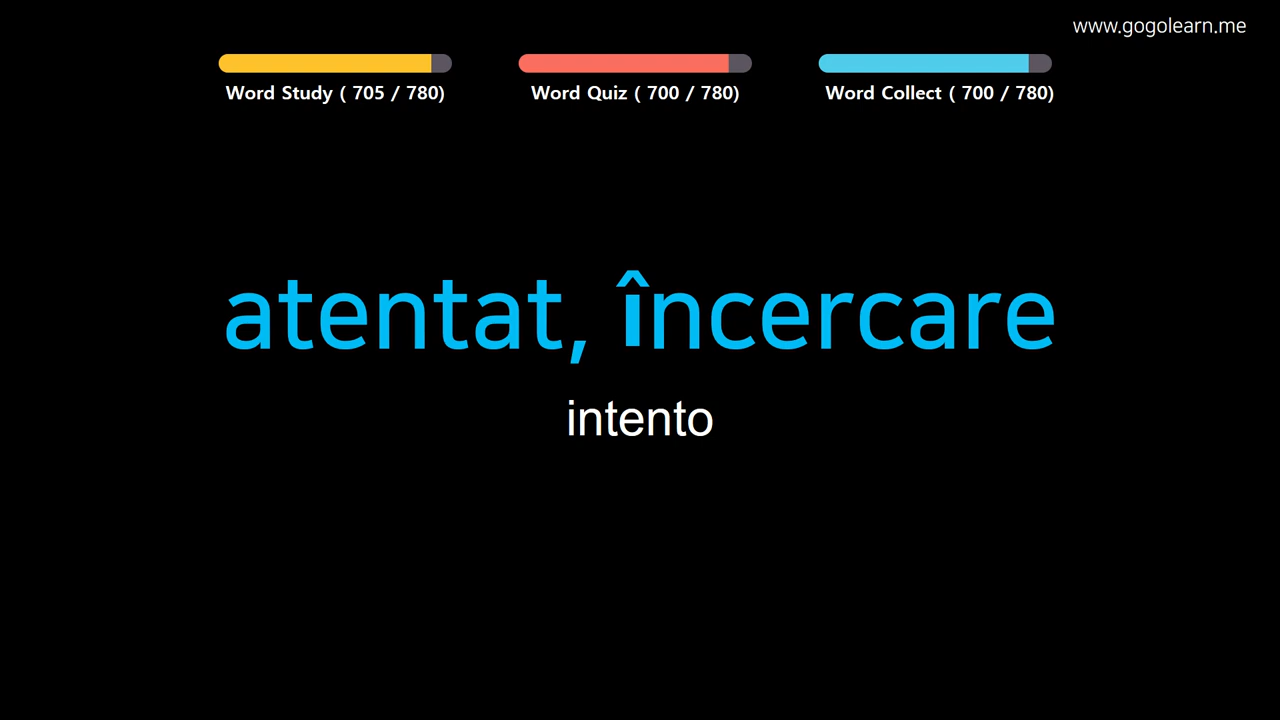 www.gogolearn.me
Word Study ( 705 / 780)
Word Quiz ( 700 / 780)
Word Collect ( 700 / 780)
atentat, încercare
intento